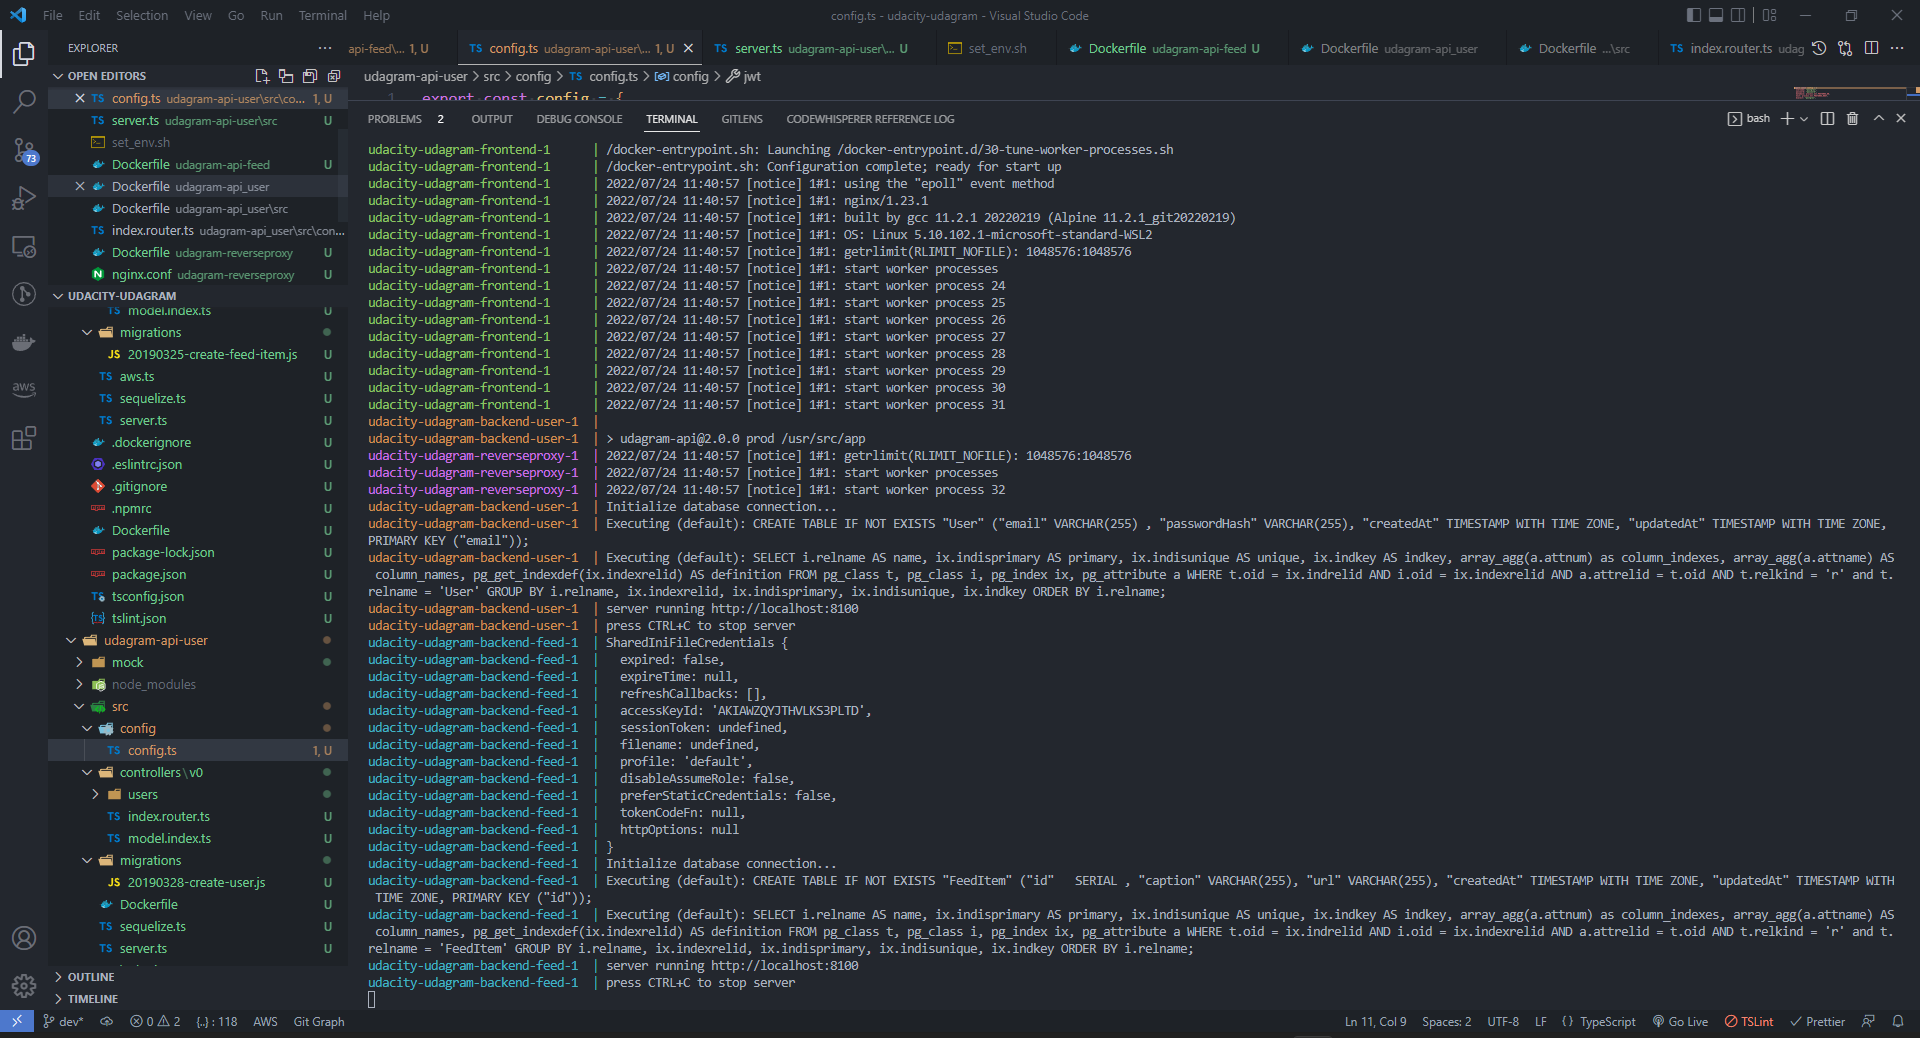 File Edit Selection View Go Run Terminal Help
config.ts - udacity-udagram - Visual Studio Code
EXPLORER
api-feed\... 1, U
TS config.ts udagram-api-user\... 1, U
TS server.ts udagram-api-user\... U
set_env.sh
Dockerfile udagram-api-feed U
Dockerfile udagram-api_user
Dockerfile ...\src
TS index.router.ts udag
OPEN EDITORS
TS config.ts udagram-api-user\src\co... 1, U
TS server.ts udagram-api-user\src U
set_env.sh
Dockerfile udagram-api-feed U
Dockerfile udagram-api_user
Dockerfile udagram-api_user\src
TS index.router.ts udagram-api_user\src\con...
Dockerfile udagram-reverseproxy U
nginx.conf udagram-reverseproxy U
UDACITY-UDAGRAM
TS model.index.ts U
migrations
JS 20190325-create-feed-item.js U
TS aws.ts U
TS sequelize.ts U
TS server.ts U
.dockerignore U
.eslintrc.json U
.gitignore U
.npmrc U
Dockerfile U
package-lock.json U
package.json U
tsconfig.json U
tslint.json U
udagram-api-user
mock
node_modules
src
config
TS config.ts 1, U
controllers\v0
users
TS index.router.ts U
TS model.index.ts U
migrations
JS 20190328-create-user.js U
Dockerfile U
TS sequelize.ts U
TS server.ts U
OUTLINE
TIMELINE
73
aws
udagram-api-user > src > config > TS config.ts > config > jwt
1 export const config = {
PROBLEMS 2 OUTPUT DEBUG CONSOLE TERMINAL GITLENS CODEWHISPERER REFERENCE LOG
bash
udacity-udagram-frontend-1 | /docker-entrypoint.sh: Launching /docker-entrypoint.d/30-tune-worker-processes.sh
udacity-udagram-frontend-1 | /docker-entrypoint.sh: Configuration complete; ready for start up
udacity-udagram-frontend-1 | 2022/07/24 11:40:57 [notice] 1#1: using the "epoll" event method
udacity-udagram-frontend-1 | 2022/07/24 11:40:57 [notice] 1#1: nginx/1.23.1
udacity-udagram-frontend-1 | 2022/07/24 11:40:57 [notice] 1#1: built by gcc 11.2.1 20220219 (Alpine 11.2.1_git20220219)
udacity-udagram-frontend-1 | 2022/07/24 11:40:57 [notice] 1#1: OS: Linux 5.10.102.1-microsoft-standard-WSL2
udacity-udagram-frontend-1 | 2022/07/24 11:40:57 [notice] 1#1: getrlimit(RLIMIT_NOFILE): 1048576:1048576
udacity-udagram-frontend-1 | 2022/07/24 11:40:57 [notice] 1#1: start worker processes
udacity-udagram-frontend-1 | 2022/07/24 11:40:57 [notice] 1#1: start worker process 24
udacity-udagram-frontend-1 | 2022/07/24 11:40:57 [notice] 1#1: start worker process 25
udacity-udagram-frontend-1 | 2022/07/24 11:40:57 [notice] 1#1: start worker process 26
udacity-udagram-frontend-1 | 2022/07/24 11:40:57 [notice] 1#1: start worker process 27
udacity-udagram-frontend-1 | 2022/07/24 11:40:57 [notice] 1#1: start worker process 28
udacity-udagram-frontend-1 | 2022/07/24 11:40:57 [notice] 1#1: start worker process 29
udacity-udagram-frontend-1 | 2022/07/24 11:40:57 [notice] 1#1: start worker process 30
udacity-udagram-frontend-1 | 2022/07/24 11:40:57 [notice] 1#1: start worker process 31
udacity-udagram-backend-user-1 |
udacity-udagram-backend-user-1 | > udagram-api@2.0.0 prod /usr/src/app
udacity-udagram-reverseproxy-1 | 2022/07/24 11:40:57 [notice] 1#1: getrlimit(RLIMIT_NOFILE): 1048576:1048576
udacity-udagram-reverseproxy-1 | 2022/07/24 11:40:57 [notice] 1#1: start worker processes
udacity-udagram-reverseproxy-1 | 2022/07/24 11:40:57 [notice] 1#1: start worker process 32
udacity-udagram-backend-user-1 | Initialize database connection...
udacity-udagram-backend-user-1 | Executing (default): CREATE TABLE IF NOT EXISTS "User" ("email" VARCHAR(255) , "passwordHash" VARCHAR(255), "createdAt" TIMESTAMP WITH TIME ZONE, "updatedAt" TIMESTAMP WITH TIME ZONE,
PRIMARY KEY ("email"));
udacity-udagram-backend-user-1 | Executing (default): SELECT i.relname AS name, ix.indisprimary AS primary, ix.indisunique AS unique, ix.indkey AS indkey, array_agg(a.attnum) as column_indexes, array_agg(a.attname) AS
column_names, pg_get_indexdef(ix.indexrelid) AS definition FROM pg_class t, pg_class i, pg_index ix, pg_attribute a WHERE t.oid = ix.indrelid AND i.oid = ix.indexrelid AND a.attrelid = t.oid AND t.relkind = 'r' and t.
relname = 'User' GROUP BY i.relname, ix.indexrelid, ix.indisprimary, ix.indisunique, ix.indkey ORDER BY i.relname;
udacity-udagram-backend-user-1 | server running http://localhost:8100
udacity-udagram-backend-user-1 | press CTRL+C to stop server
udacity-udagram-backend-feed-1 | SharedIniFileCredentials {
udacity-udagram-backend-feed-1 | expired: false,
udacity-udagram-backend-feed-1 | expireTime: null,
udacity-udagram-backend-feed-1 | refreshCallbacks: [],
udacity-udagram-backend-feed-1 | accessKeyId: 'AKIAWZQYJTHVLKS3PLTD',
udacity-udagram-backend-feed-1 | sessionToken: undefined,
udacity-udagram-backend-feed-1 | filename: undefined,
udacity-udagram-backend-feed-1 | profile: 'default',
udacity-udagram-backend-feed-1 | disableAssumeRole: false,
udacity-udagram-backend-feed-1 | preferStaticCredentials: false,
udacity-udagram-backend-feed-1 | tokenCodeFn: null,
udacity-udagram-backend-feed-1 | httpOptions: null
udacity-udagram-backend-feed-1 | }
udacity-udagram-backend-feed-1 | Initialize database connection...
udacity-udagram-backend-feed-1 | Executing (default): CREATE TABLE IF NOT EXISTS "FeedItem" ("id" SERIAL , "caption" VARCHAR(255), "url" VARCHAR(255), "createdAt" TIMESTAMP WITH TIME ZONE, "updatedAt" TIMESTAMP WITH
TIME ZONE, PRIMARY KEY ("id"));
udacity-udagram-backend-feed-1 | Executing (default): SELECT i.relname AS name, ix.indisprimary AS primary, ix.indisunique AS unique, ix.indkey AS indkey, array_agg(a.attnum) as column_indexes, array_agg(a.attname) AS
column_names, pg_get_indexdef(ix.indexrelid) AS definition FROM pg_class t, pg_class i, pg_index ix, pg_attribute a WHERE t.oid = ix.indrelid AND i.oid = ix.indexrelid AND a.attrelid = t.oid AND t.relkind = 'r' and t.
relname = 'FeedItem' GROUP BY i.relname, ix.indexrelid, ix.indisprimary, ix.indisunique, ix.indkey ORDER BY i.relname;
udacity-udagram-backend-feed-1 | server running http://localhost:8100
udacity-udagram-backend-feed-1 | press CTRL+C to stop server
dev* 0 2 {..} : 118 AWS Git Graph
Ln 11, Col 9 Spaces: 2 UTF-8 LF {} TypeScript Go Live TSLint Prettier